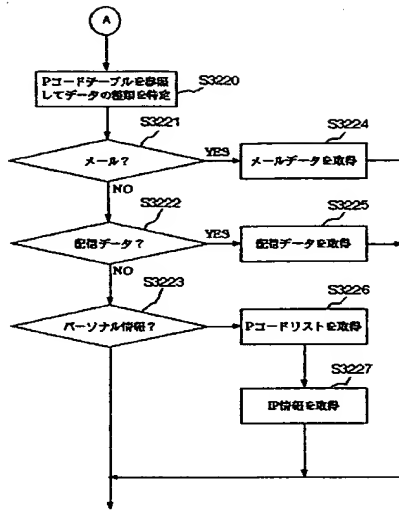 A
Pコードテーブルを参照
してデータの種類を特定
S3220
S3221
メール?
YES
S3224
メールデータを取得
NO
S3222
配信データ?
YES
S3225
配信データを取得
NO
S3223
パーソナル情報?
S3226
Pコードリストを取得
S3227
IP情報を取得